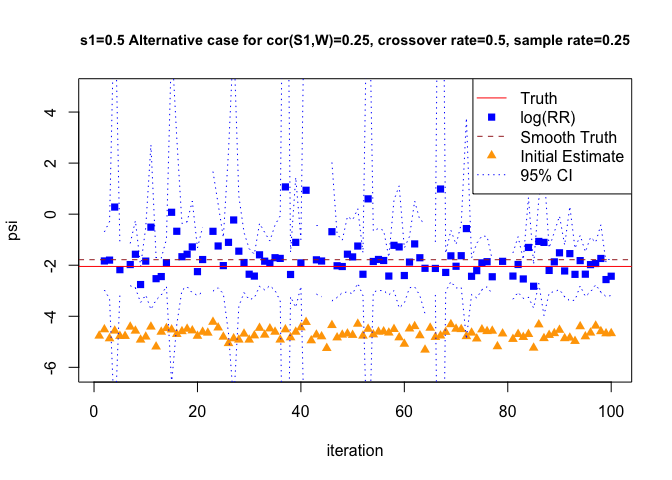 s1=0.5 Alternative case for cor(S1,W)=0.25, crossover rate=0.5, sample rate=0.25
psi
4
2
0
-2
-4
-6
Truth
log(RR)
Smooth Truth
Initial Estimate
95% CI
0 20 40 60 80 100
iteration